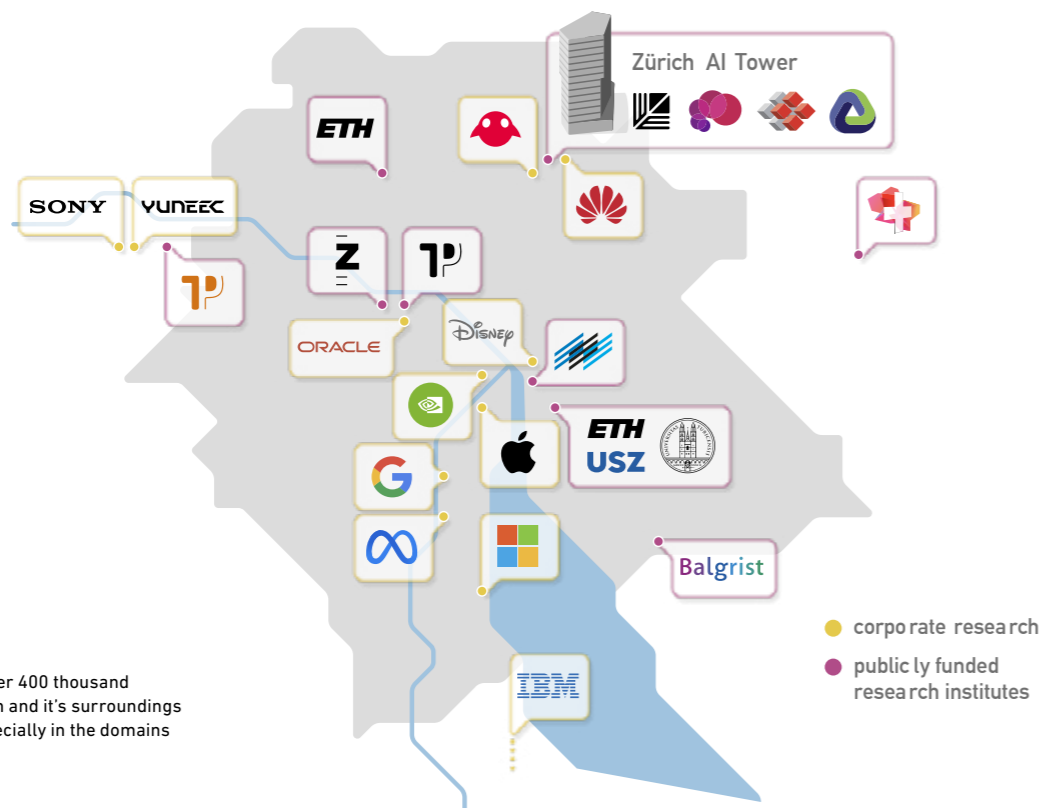 Zürich AI Tower
ETH
SONY
YUNEEC
Z
ORACLE
Disney
ETH
USZ
G
Balgrist
corporate research
publicly funded
research institutes
IBM
er 400 thousand
n and it's surroundings
ecially in the domains